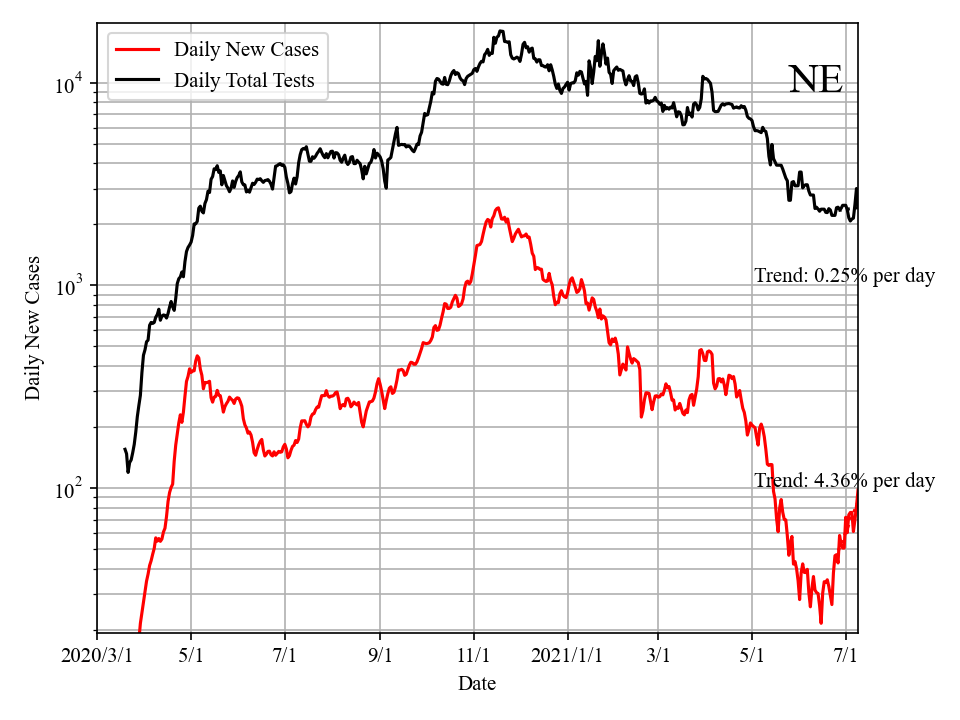 Daily New Cases
Daily Total Tests
NE
10^4
10^3
10^2
Daily New Cases
Trend: 0.25% per day
Trend: 4.36% per day
2020/3/1 5/1 7/1 9/1 11/1 2021/1/1 3/1 5/1 7/1
Date